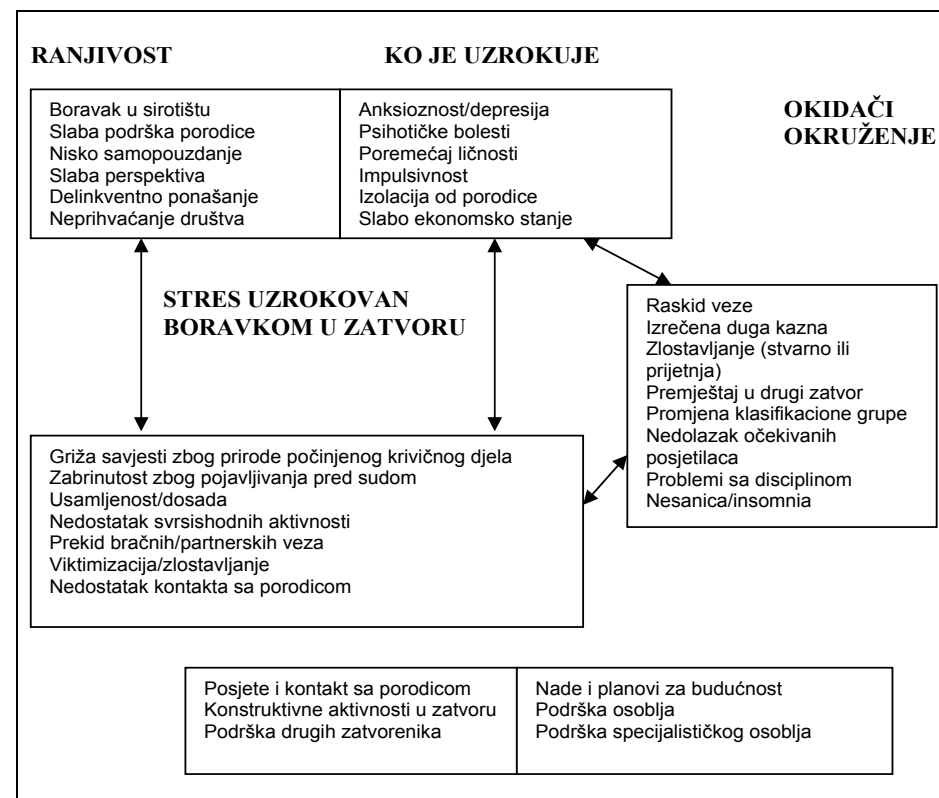 RANJIVOST
KO JE UZROKUJE
Boravak u sirotištu
Slaba podrška porodice
Nisko samopouzdanje
Slaba perspektiva
Delinkventno ponašanje
Neprihvaćanje društva
Anksioznost/depresija
Psihotičke bolesti
Poremećaj ličnosti
Impulsivnost
Izolacija od porodice
Slabo ekonomsko stanje
OKIDAČI
OKRUŽENJE
STRES UZROKOVAN
BORAVKOM U ZATVORU
Raskid veze
Izrečena duga kazna
Zlostavljanje (stvarno ili
prijetnja)
Premještaj u drugi zatvor
Promjena klasifikacione grupe
Nedolazak očekivanih
posjetilaca
Problemi sa disciplinom
Nesanica/insomnia
Griža savjesti zbog prirode počinjenog krivičnog djela
Zabrinutost zbog pojavljivanja pred sudom
Usamljenost/dosada
Nedostatak svrsishodnih aktivnosti
Prekid bračnih/partnerskih veza
Viktimizacija/zlostavljanje
Nedostatak kontakta sa porodicom
Posjete i kontakt sa porodicom
Konstruktivne aktivnosti u zatvoru
Podrška drugih zatvorenika
Nade i planovi za budućnost
Podrška osoblja
Podrška specijalističkog osoblja